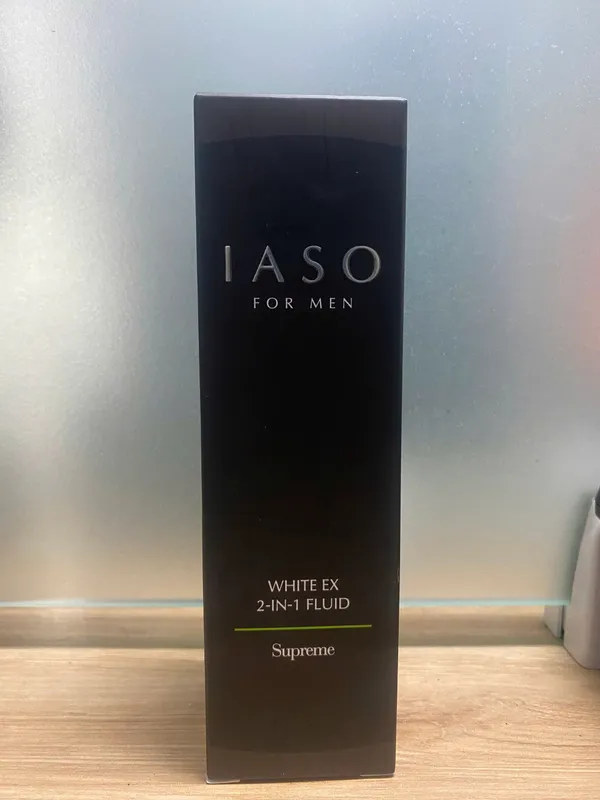 IASO
FOR MEN
WHITE EX
2-IN-1 FLUID
Supreme